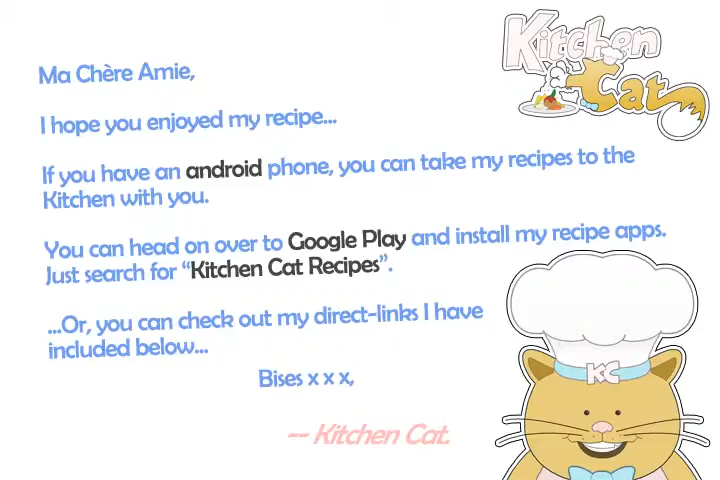 Kitchen
Cat
Ma Chère Amie,
I hope you enjoyed my recipe...
If you have an android phone, you can take my recipes to the
Kitchen with you.
You can head on over to Google Play and install my recipe apps.
Just search for “Kitchen Cat Recipes”.
...Or, you can check out my direct-links I have
included below...
Bises x x x,
-- Kitchen Cat.
KC